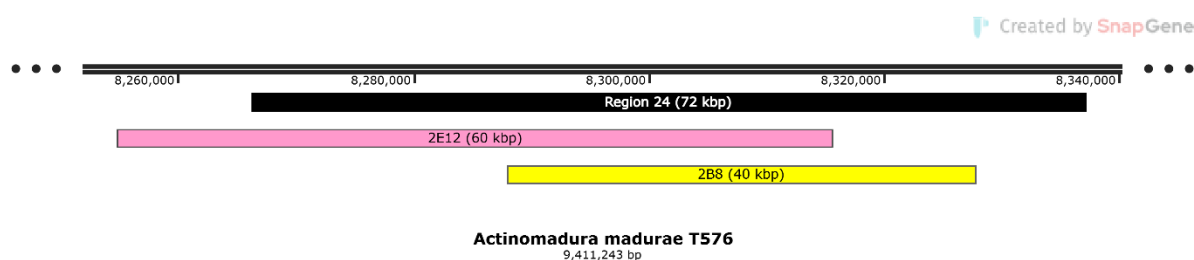 Created by SnapGene
8,260,000 8,280,000 8,300,000 8,320,000 8,340,000
Region 24 (72 kbp)
2E12 (60 kbp)
2B8 (40 kbp)
Actinomadura madurae T576
9,411,243 bp